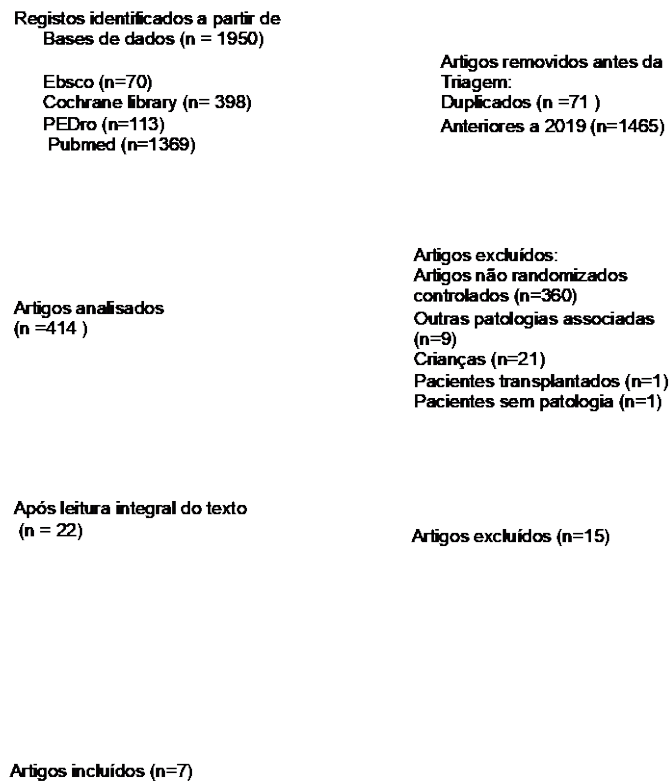 Registos identificados a partir de
Bases de dados (n = 1950)
Ebsco (n=70)
Cochrane library (n= 398)
PEDro (n=113)
Pubmed (n=1369)
Artigos removidos antes da
Triagem:
Duplicados (n =71 )
Anteriores a 2019 (n=1465)
Artigos analisados
(n =414 )
Artigos excluídos:
Artigos não randomizados
controlados (n=360)
Outras patologias associadas
(n=9)
Crianças (n=21)
Pacientes transplantados (n=1)
Pacientes sem patologia (n=1)
Após leitura integral do texto
(n = 22)
Artigos excluídos (n=15)
Artigos incluídos (n=7)